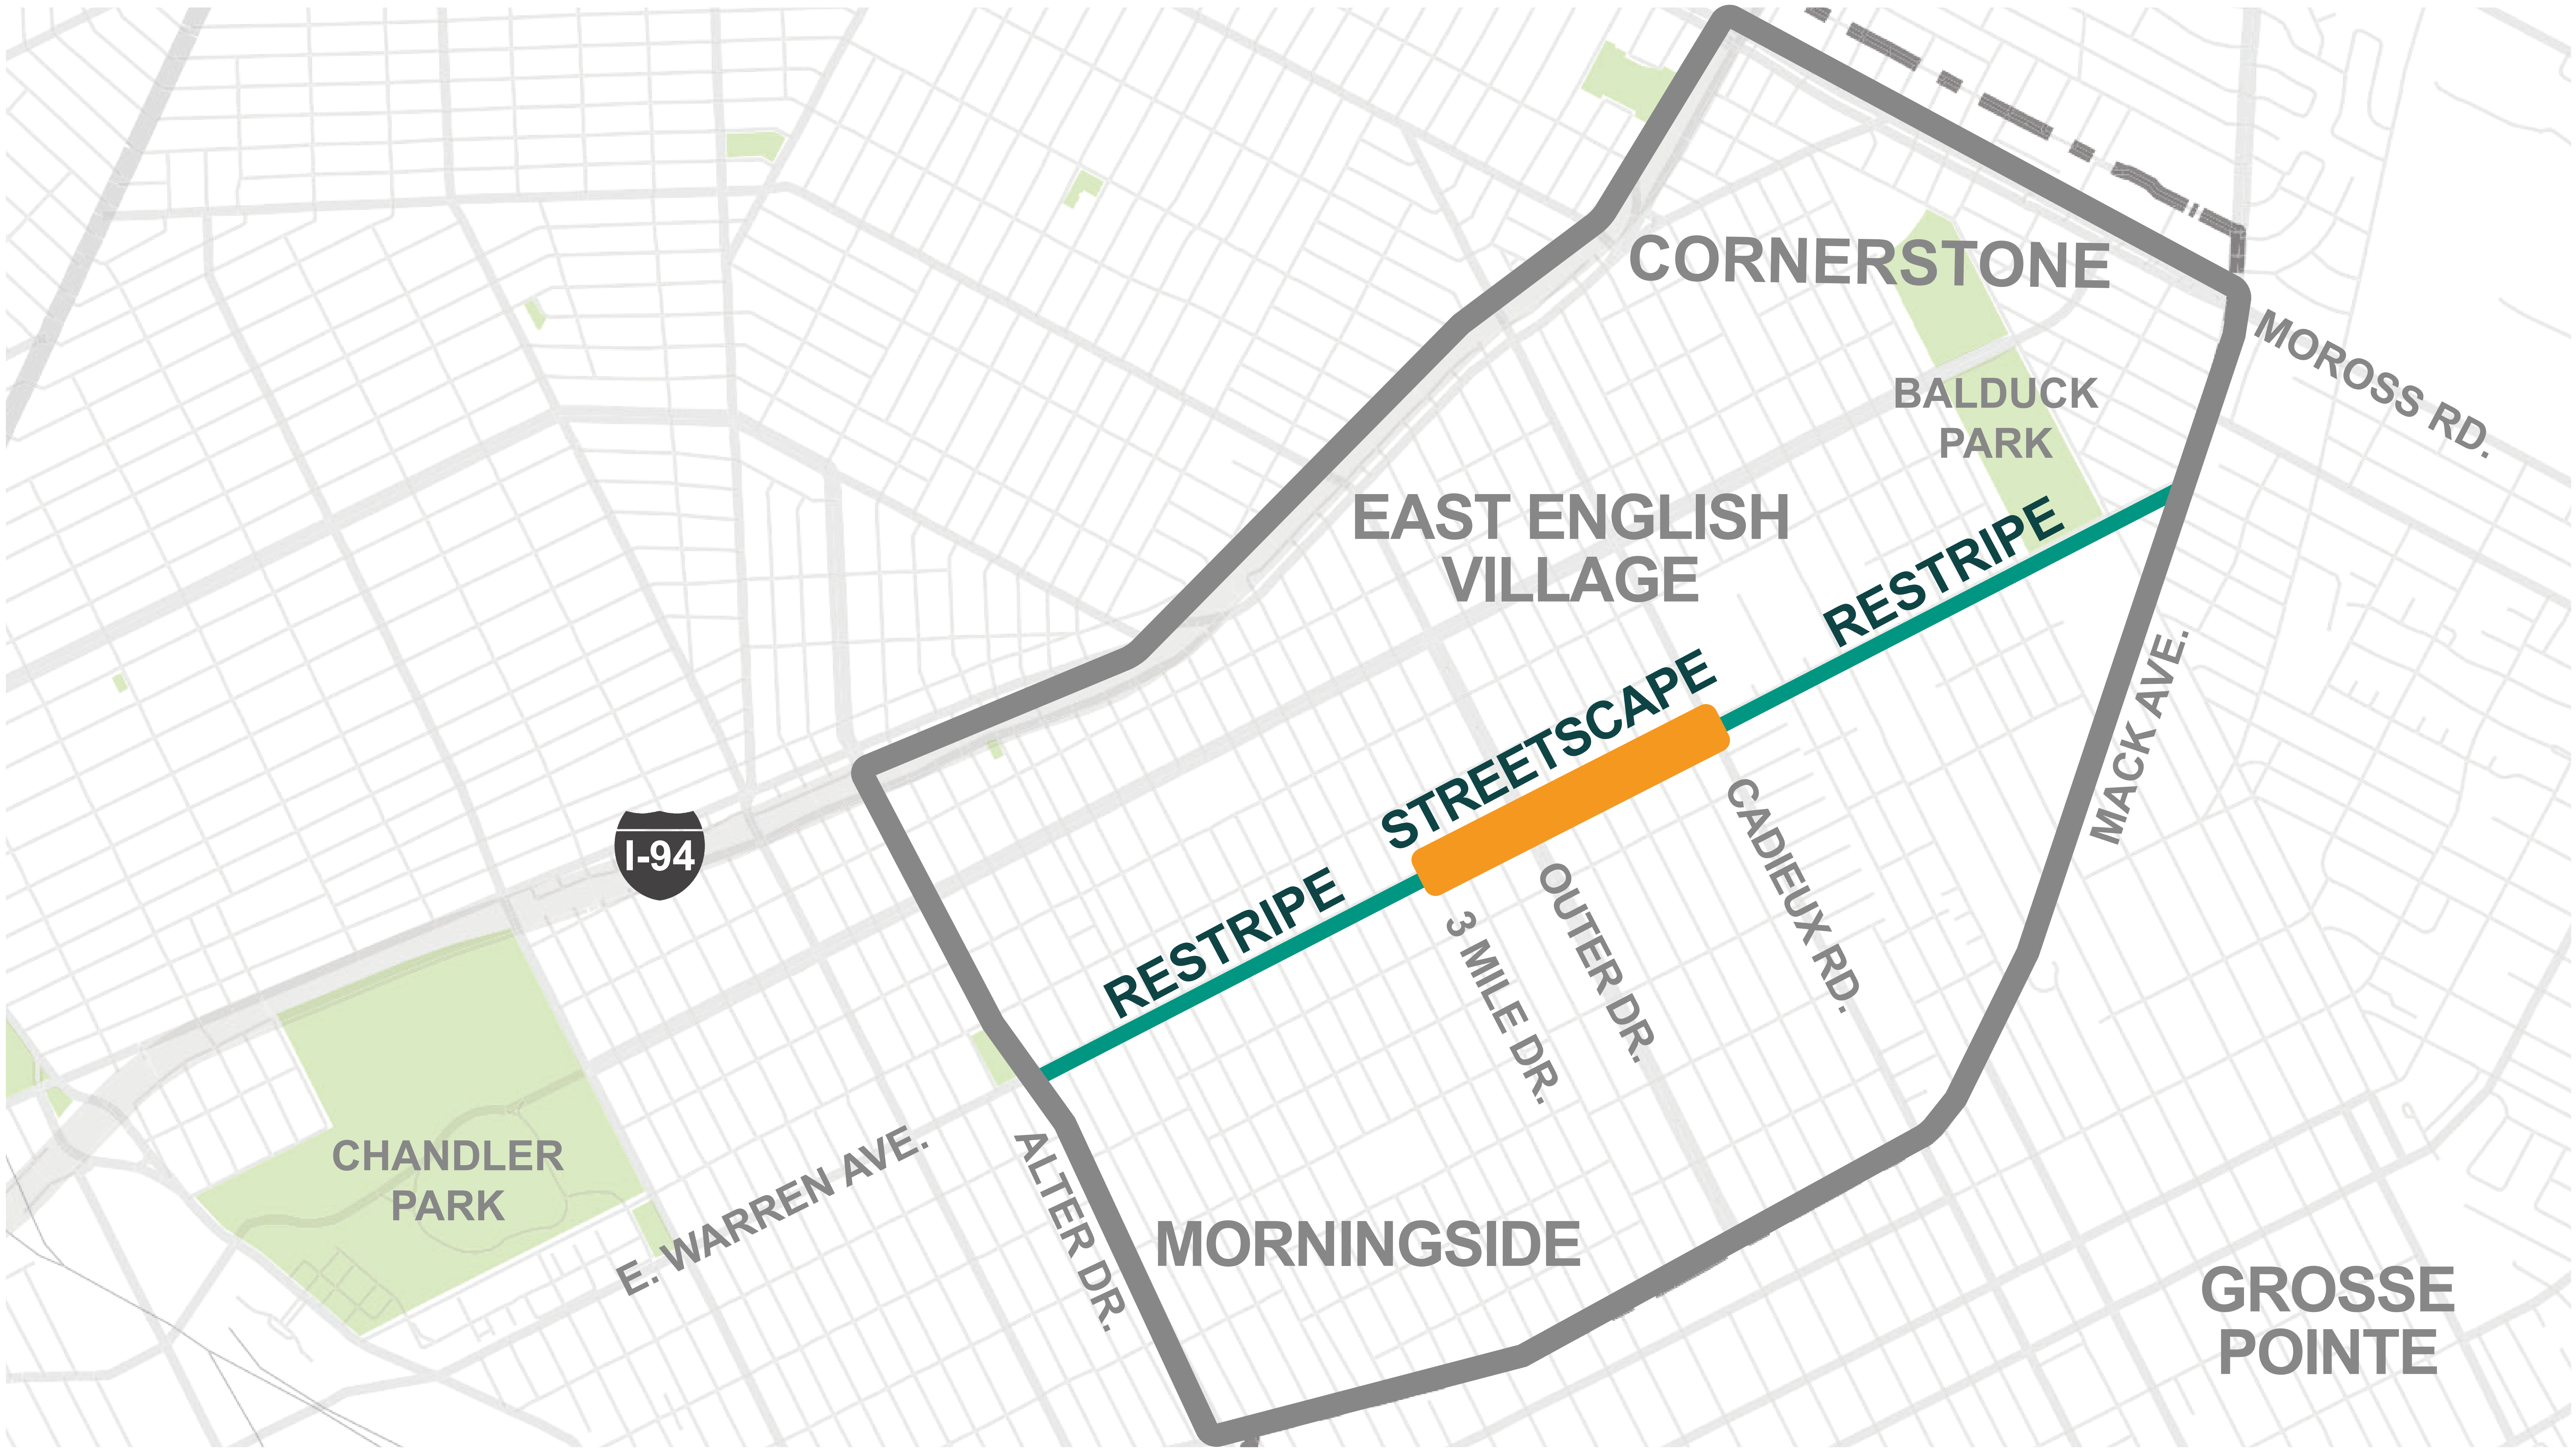 CORNERSTONE
MOROSS RD.
BALDUCK
PARK
EAST ENGLISH
VILLAGE
RESTRIPE
STREETSCAPE
MACK AVE.
CADIEUX RD.
I-94
OUTER DR.
RESTRIPE
3 MILE DR.
CHANDLER
PARK
E. WARREN AVE.
ALTER DR.
MORNINGSIDE
GROSSE
POINTE